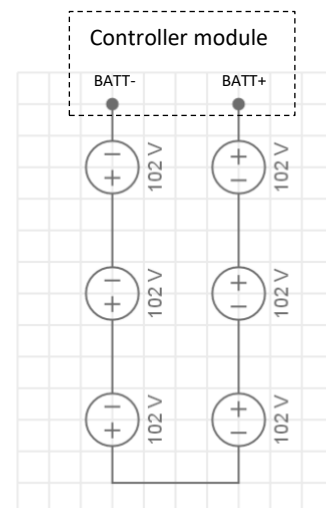 Controller module
BATT- BATT+
− + 102 V
+ − 102 V
− + 102 V
+ − 102 V
− + 102 V
+ − 102 V